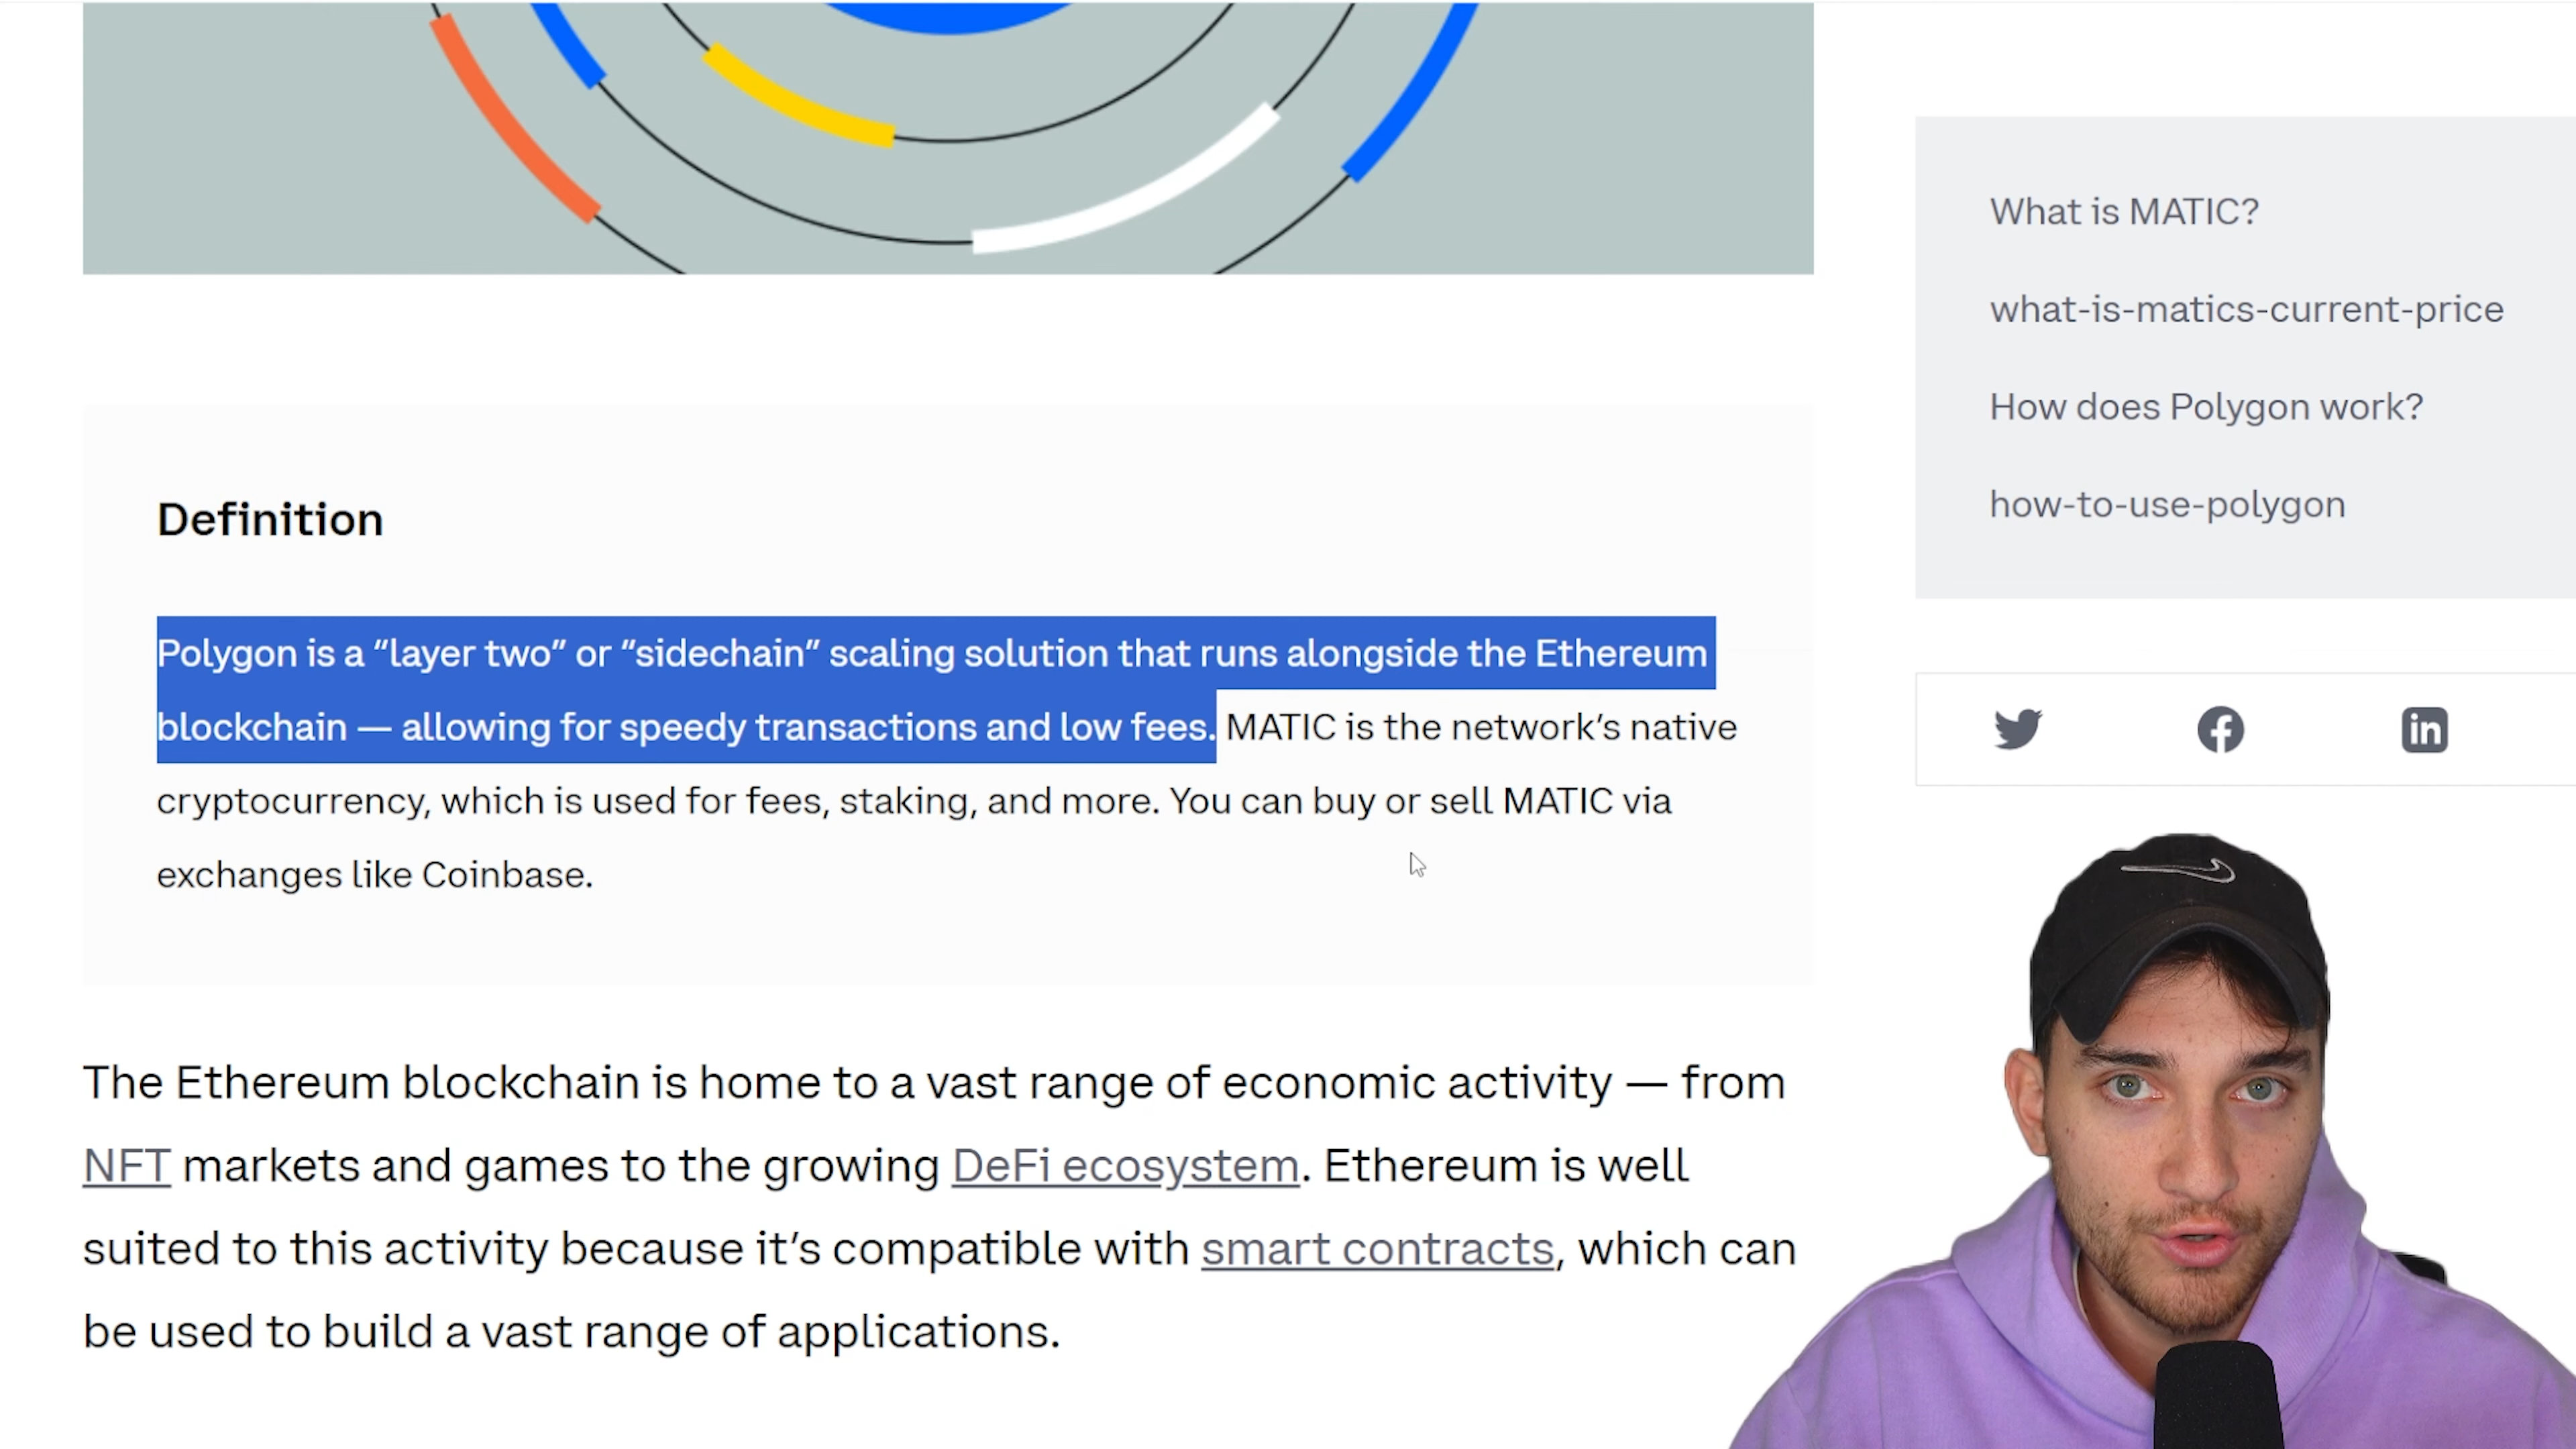 Definition
Polygon is a “layer two” or “sidechain” scaling solution that runs alongside the Ethereum
blockchain — allowing for speedy transactions and low fees. MATIC is the network’s native
cryptocurrency, which is used for fees, staking, and more. You can buy or sell MATIC via
exchanges like Coinbase.
The Ethereum blockchain is home to a vast range of economic activity — from
NFT markets and games to the growing DeFi ecosystem. Ethereum is well
suited to this activity because it’s compatible with smart contracts, which can
be used to build a vast range of applications.
What is MATIC?
what-is-matics-current-price
How does Polygon work?
how-to-use-polygon
in